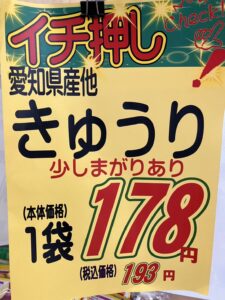 イチ押し
Check!
愛知県産他
きゅうり
少しまがりあり
(本体価格)
1袋 178円
(税込価格) 193円